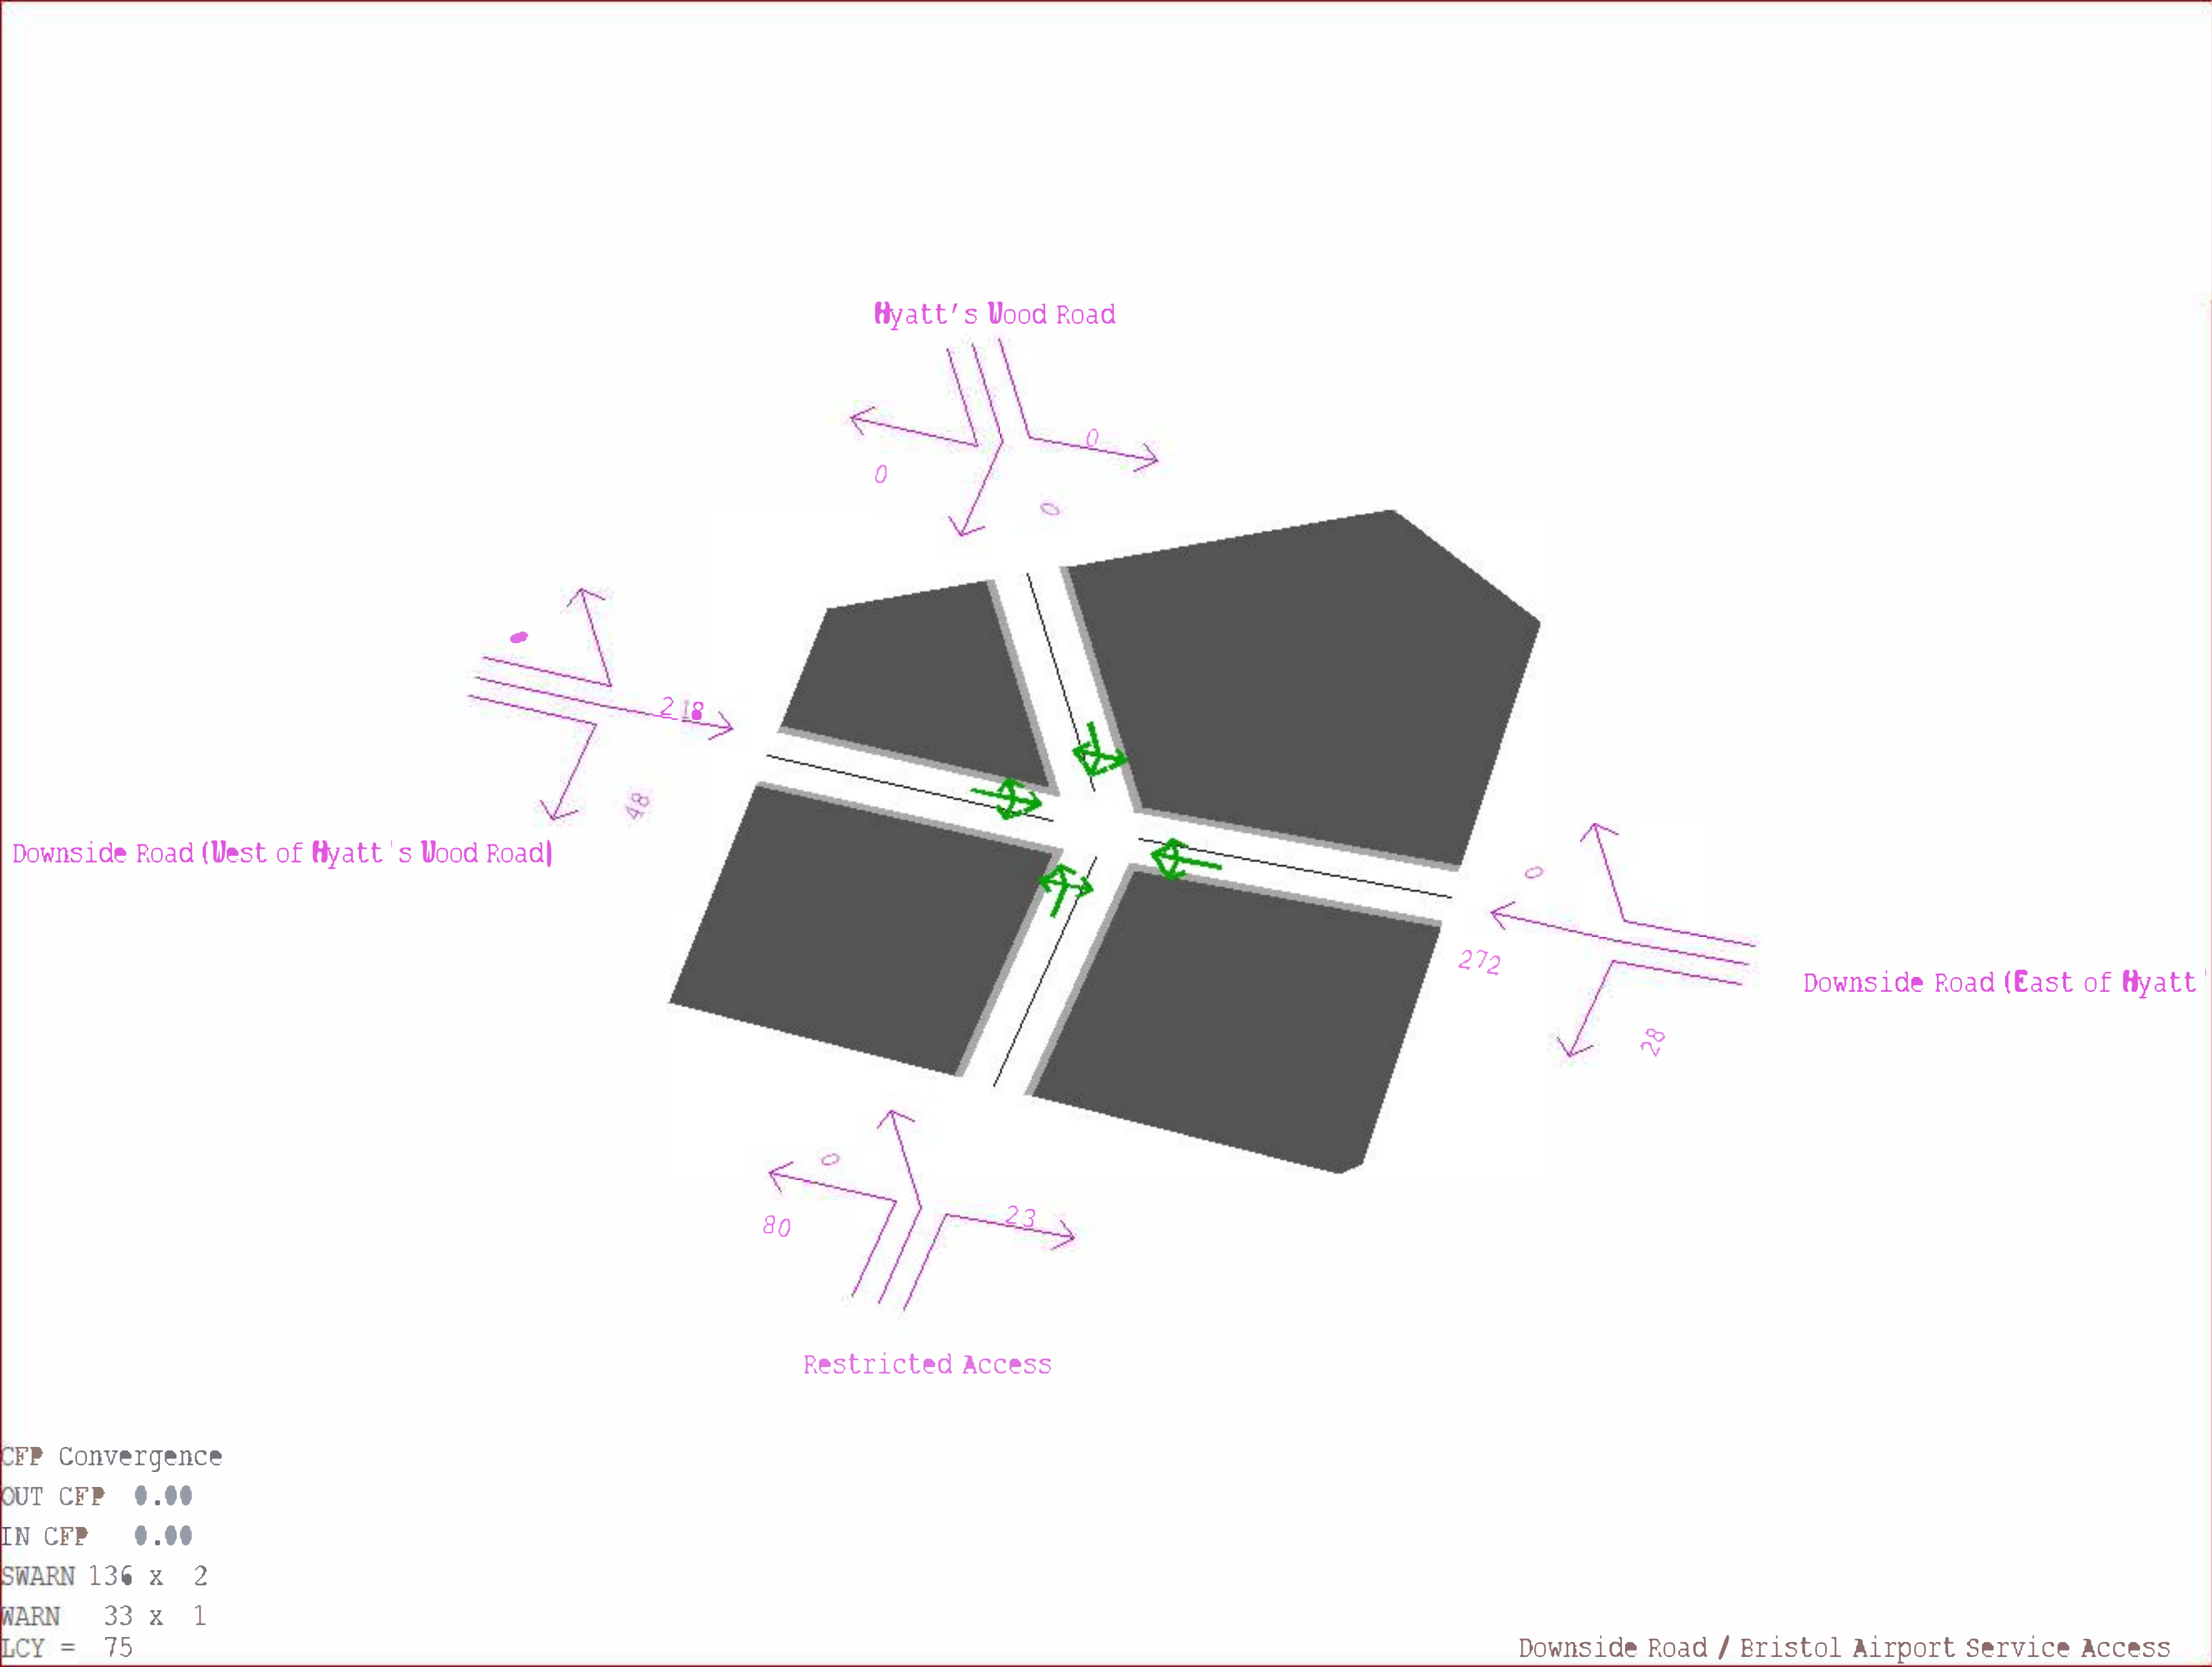 Hyatt's Wood Road
0
0
0
218
48
Downside Road (West of Hyatt's Wood Road)
0
272
28
Downside Road (East of Hyatt'
0
80
23
Restricted Access
CFP Convergence
OUT CFP 0.00
IN CFP 0.00
SWARN 136 x 2
WARN 33 x 1
LCY = 75
Downside Road / Bristol Airport Service Access